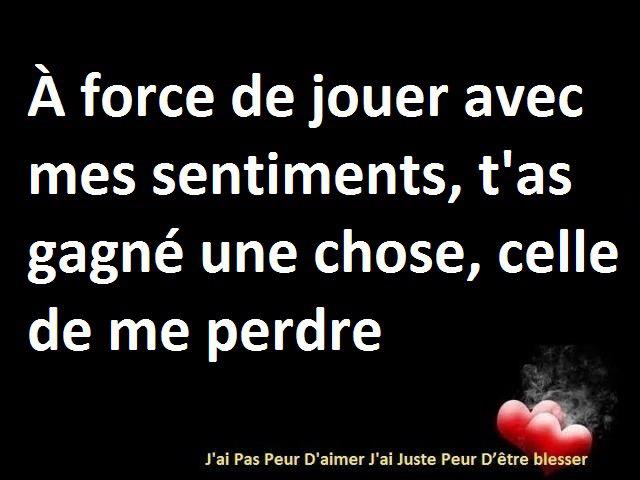 À force de jouer avec
mes sentiments, t'as
gagné une chose, celle
de me perdre
J'ai Pas Peur D'aimer J'ai Juste Peur D’être blesser